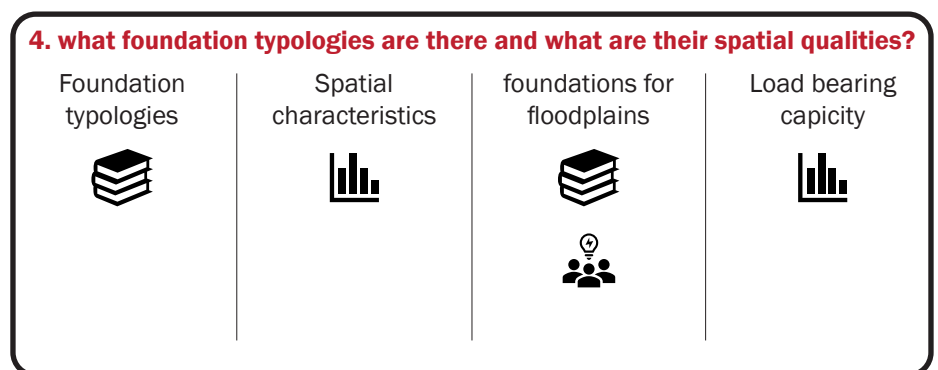 4. what foundation typologies are there and what are their spatial qualities?
Foundation
typologies
Spatial
characteristics
foundations for
floodplains
Load bearing
capicity